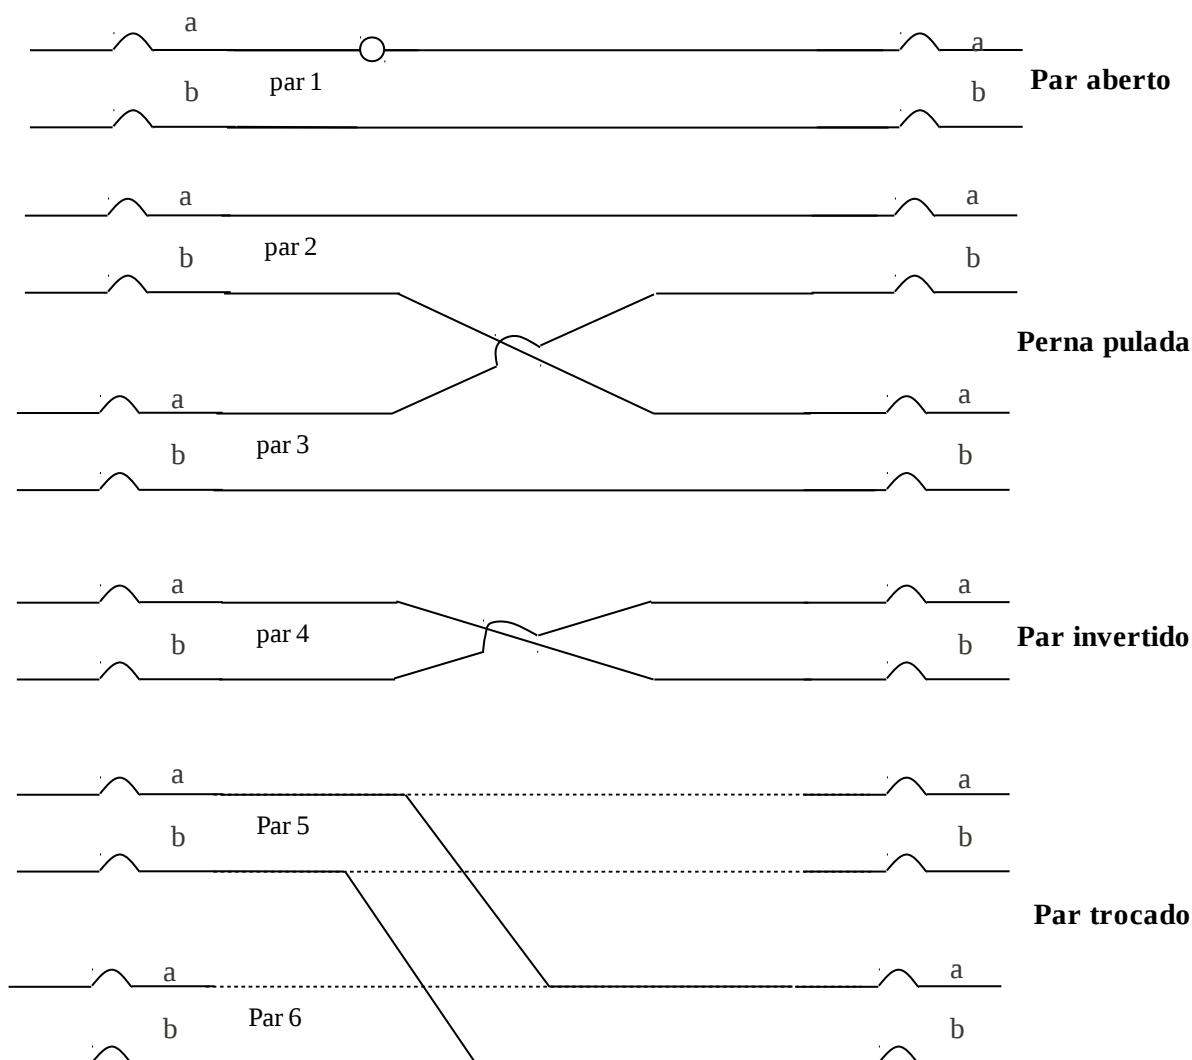 a a
par 1 Par aberto
b b
a a
par 2
b b
Perna pulada
a a
par 3
b b
a a
par 4 Par invertido
b b
a a
Par 5
b b
Par trocado
a a
Par 6
b b